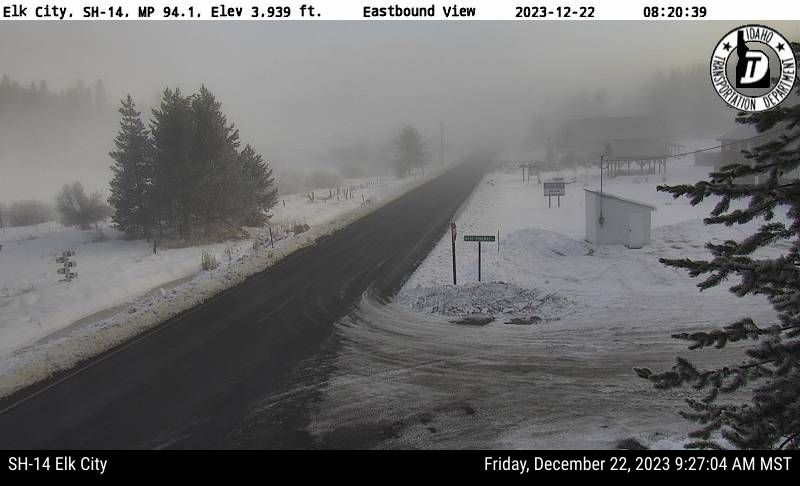 Elk City, SH-14, MP 94.1, Elev 3,939 ft. Eastbound View 2023-12-22 08:20:39
IDAHO
TRANSPORTATION DEPARTMENT
SH-14 Elk City Friday, December 22, 2023 9:27:04 AM MST